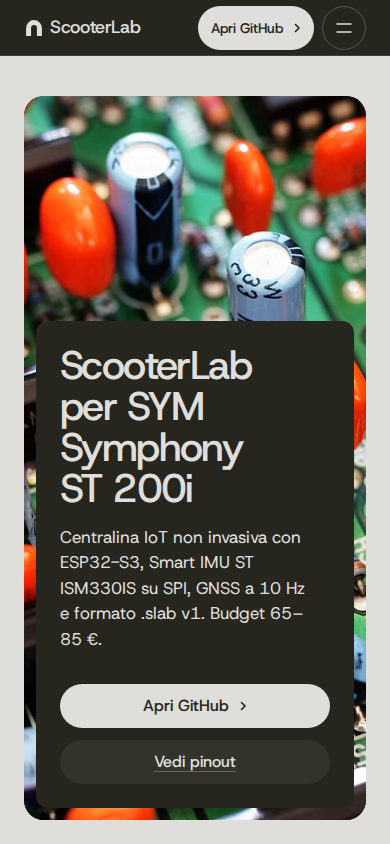 ScooterLab
Apri GitHub
ScooterLab
per SYM
Symphony
ST 200i
Centralina IoT non invasiva con
ESP32-S3, Smart IMU ST
ISM330IS su SPI, GNSS a 10 Hz
e formato .slab v1. Budget 65–
85 €.
Apri GitHub
Vedi pinout